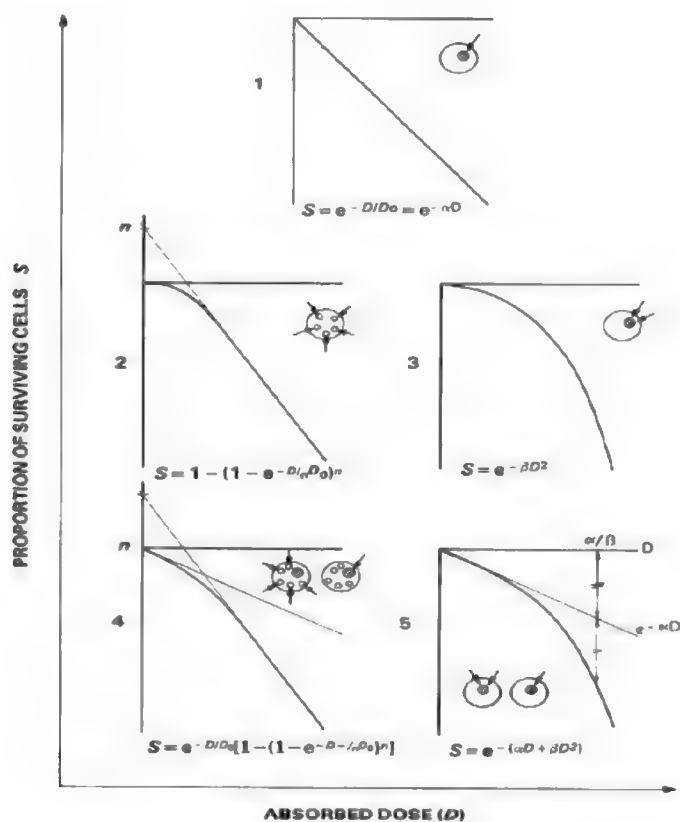 1
S = e - D/D0 = e - αD
n
2
S = 1 - (1 - e - D/nD0)n
3
S = e - βD2
n
4
S = e - D/D0[1 - (1 - e - D - /nD0)n]
α/β
D
5
e - αD
S = e - (αD + βD2)
PROPORTION OF SURVIVING CELLS S
ABSORBED DOSE (D)